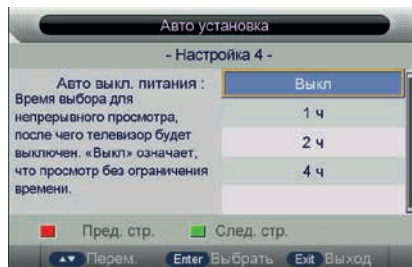 Авто установка
- Настройка 4 -
Авто выкл. питания :
Время выбора для
непрерывного просмотра,
после чего телевизор будет
выключен. «Выкл» означает,
что просмотр без ограничения
времени.
Выкл
1 ч
2 ч
4 ч
Пред. стр. След. стр.
Перем. Enter Выбрать Exit Выход